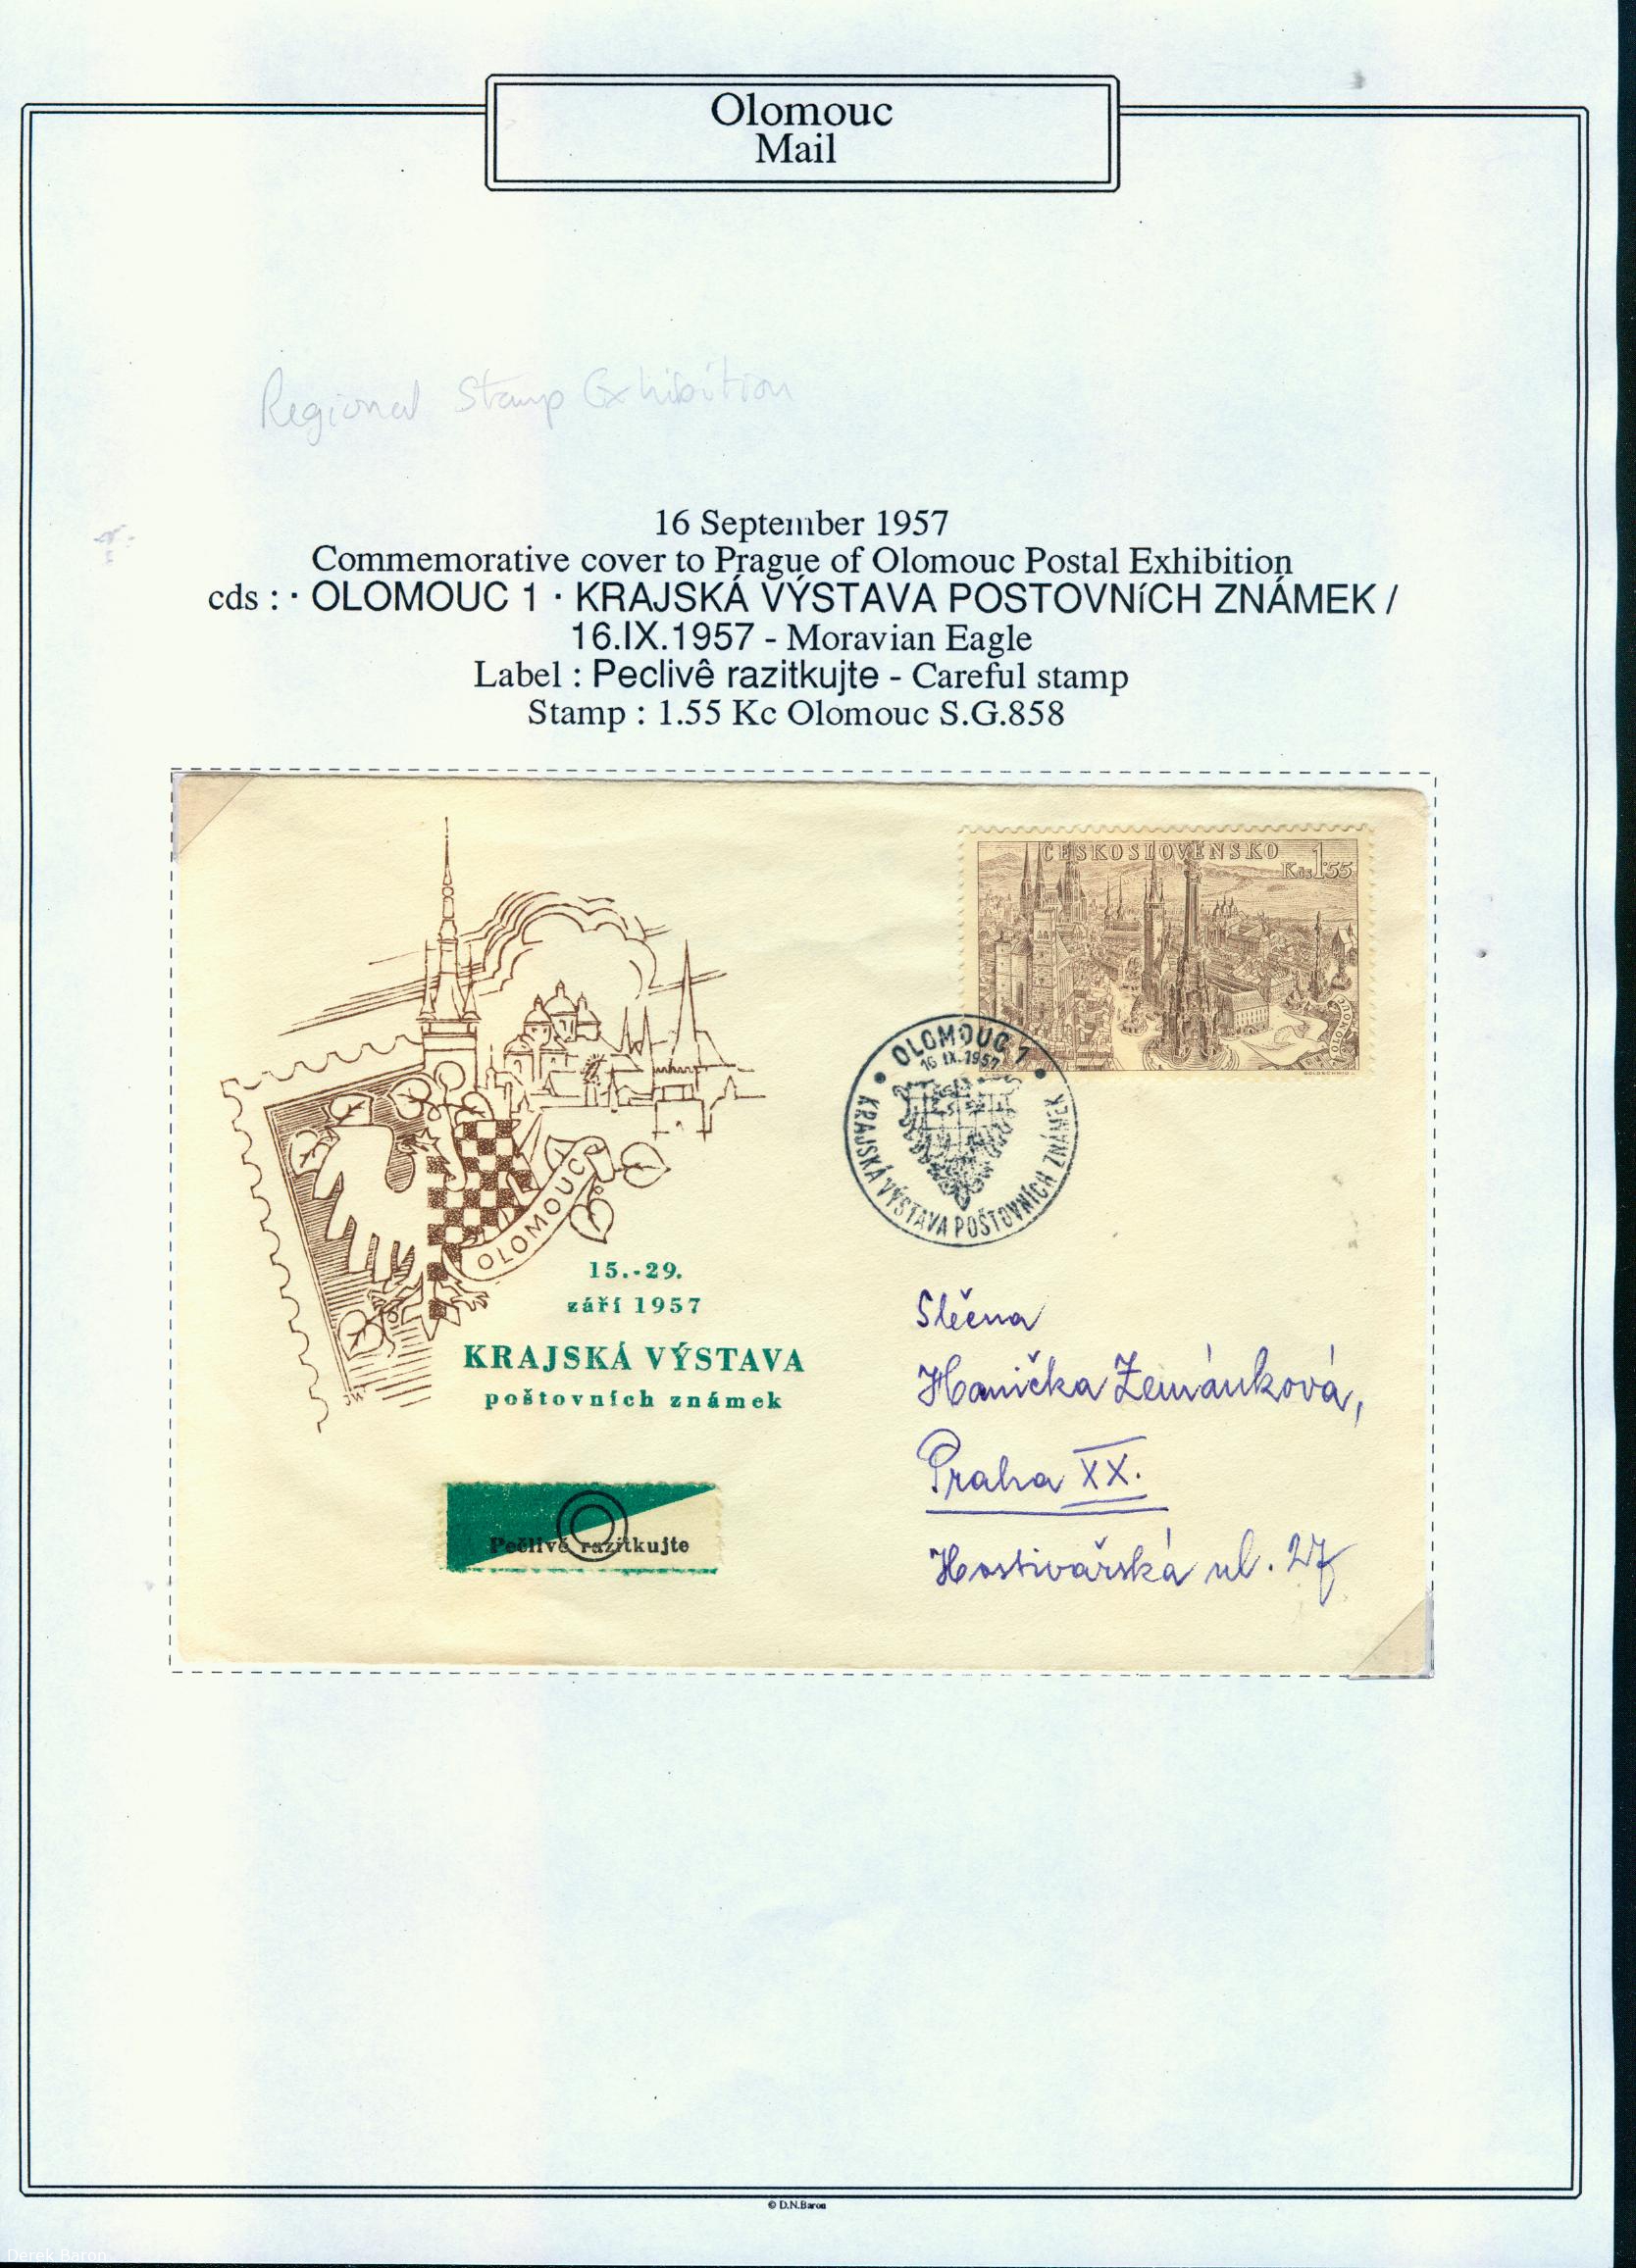 Olomouc
Mail
Regional Stamp Exhibition
16 September 1957
Commemorative cover to Prague of Olomouc Postal Exhibition
cds : · OLOMOUC 1 · KRAJSKÁ VÝSTAVA POSTOVNíCH ZNÁMEK /
16.IX.1957 - Moravian Eagle
Label : Peclivê razitkujte - Careful stamp
Stamp : 1.55 Kc Olomouc S.G.858
ČESKOSLOVENSKO
Kčs 1·55
OLOMOUC
• OLOMOUC 1 •
16 IX.1957
KRAJSKÁ VÝSTAVA POŠTOVNÍCH ZNÁMEK
OLOMOUC
15.-29.
září 1957
KRAJSKÁ VÝSTAVA
poštovních známek
Pečlivě razítkujte
Slečna
Hanička Zemánková,
Praha XX.
Hostivařská ul. 27
© D.N.Baron
Derek Baron